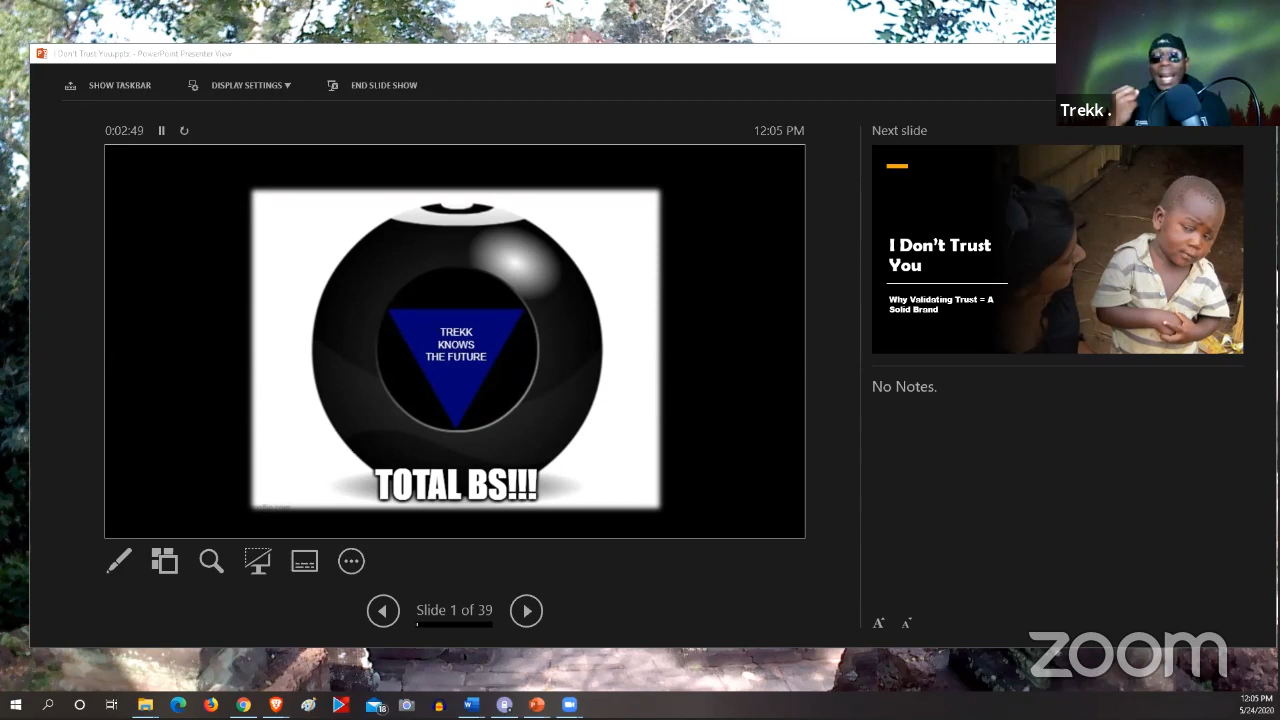 I Don't Trust You.pptx - PowerPoint Presenter View
SHOW TASKBAR
DISPLAY SETTINGS
END SLIDE SHOW
Trekk .
0:02:49
12:05 PM
Next slide
TREKK
KNOWS
THE FUTURE
TOTAL BS!!!
I Don't Trust
You
Why Validating Trust = A
Solid Brand
No Notes.
Slide 1 of 39
A
A
zoom
18
12:05 PM
5/24/2020